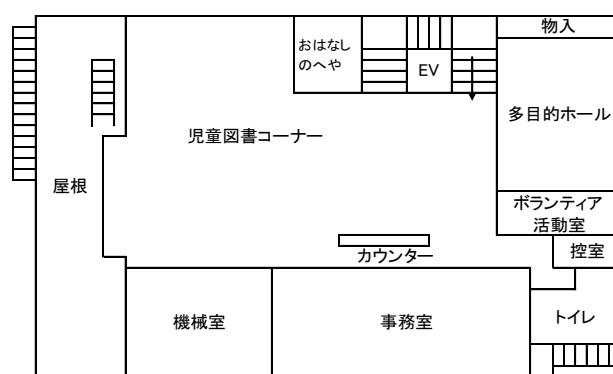 物入
おはなし
のへや
EV
多目的ホール
児童図書コーナー
屋根
ボランティア
活動室
控室
カウンター
機械室
事務室
トイレ